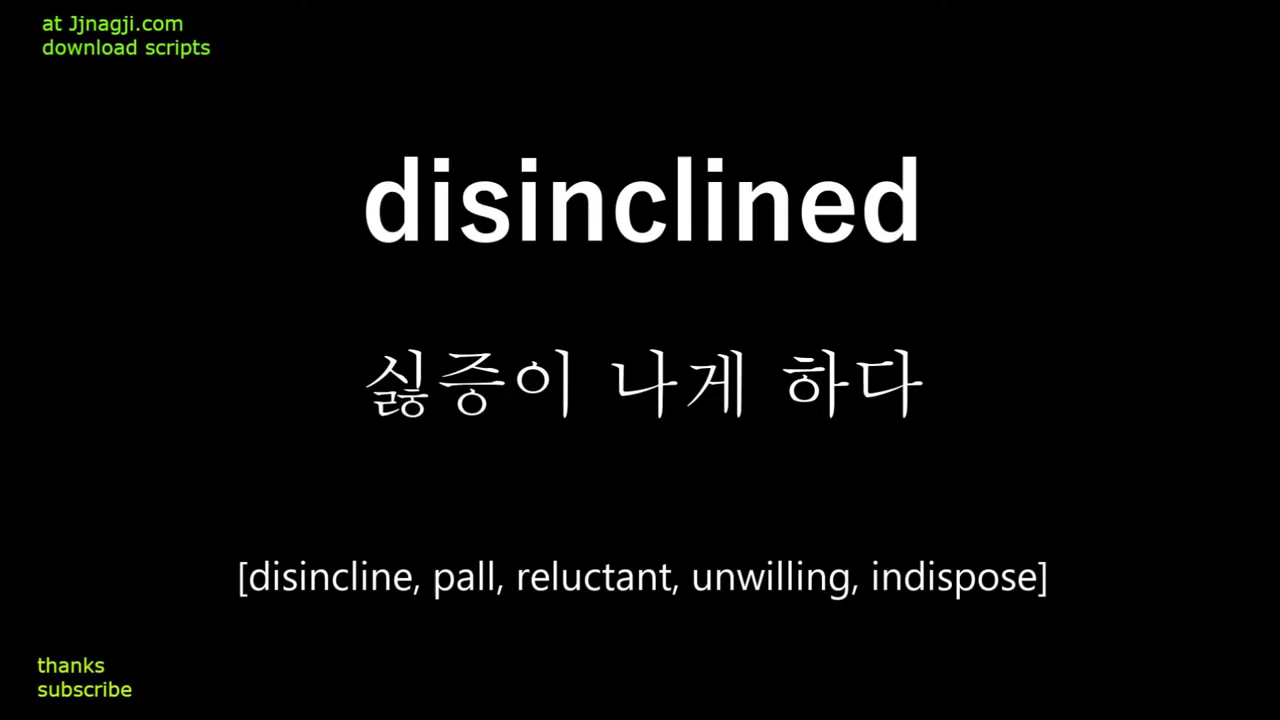 at Jjnagji.com
download scripts
disinclined
싫증이 나게 하다
[disincline, pall, reluctant, unwilling, indispose]
thanks
subscribe